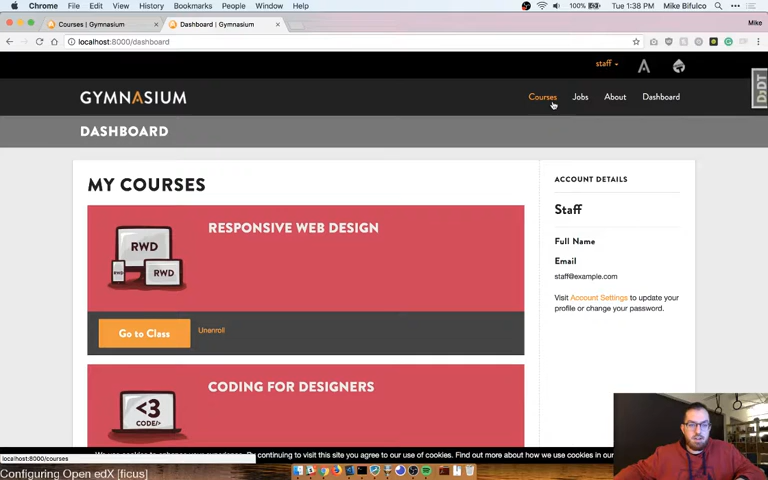 Chrome File Edit View History Bookmarks People Window Help 100% Tue 1:38 PM Mike Bifulco
Courses | Gymnasium Dashboard | Gymnasium Mike
localhost:8000/dashboard
staff
GYMNASIUM Courses Jobs About Dashboard
DJDT
DASHBOARD
MY COURSES
RWD
RWD
RWD
RESPONSIVE WEB DESIGN
Go to Class Unenroll
<3
CODE/>
CODING FOR DESIGNERS
ACCOUNT DETAILS
Staff
Full Name
Email
staff@example.com
Visit Account Settings to update your
profile or change your password.
continuing to visit this site you agree to our use of cookies. Find out more about how we use cookies in our
localhost:8000/courses
Configuring Open edX [ficus]